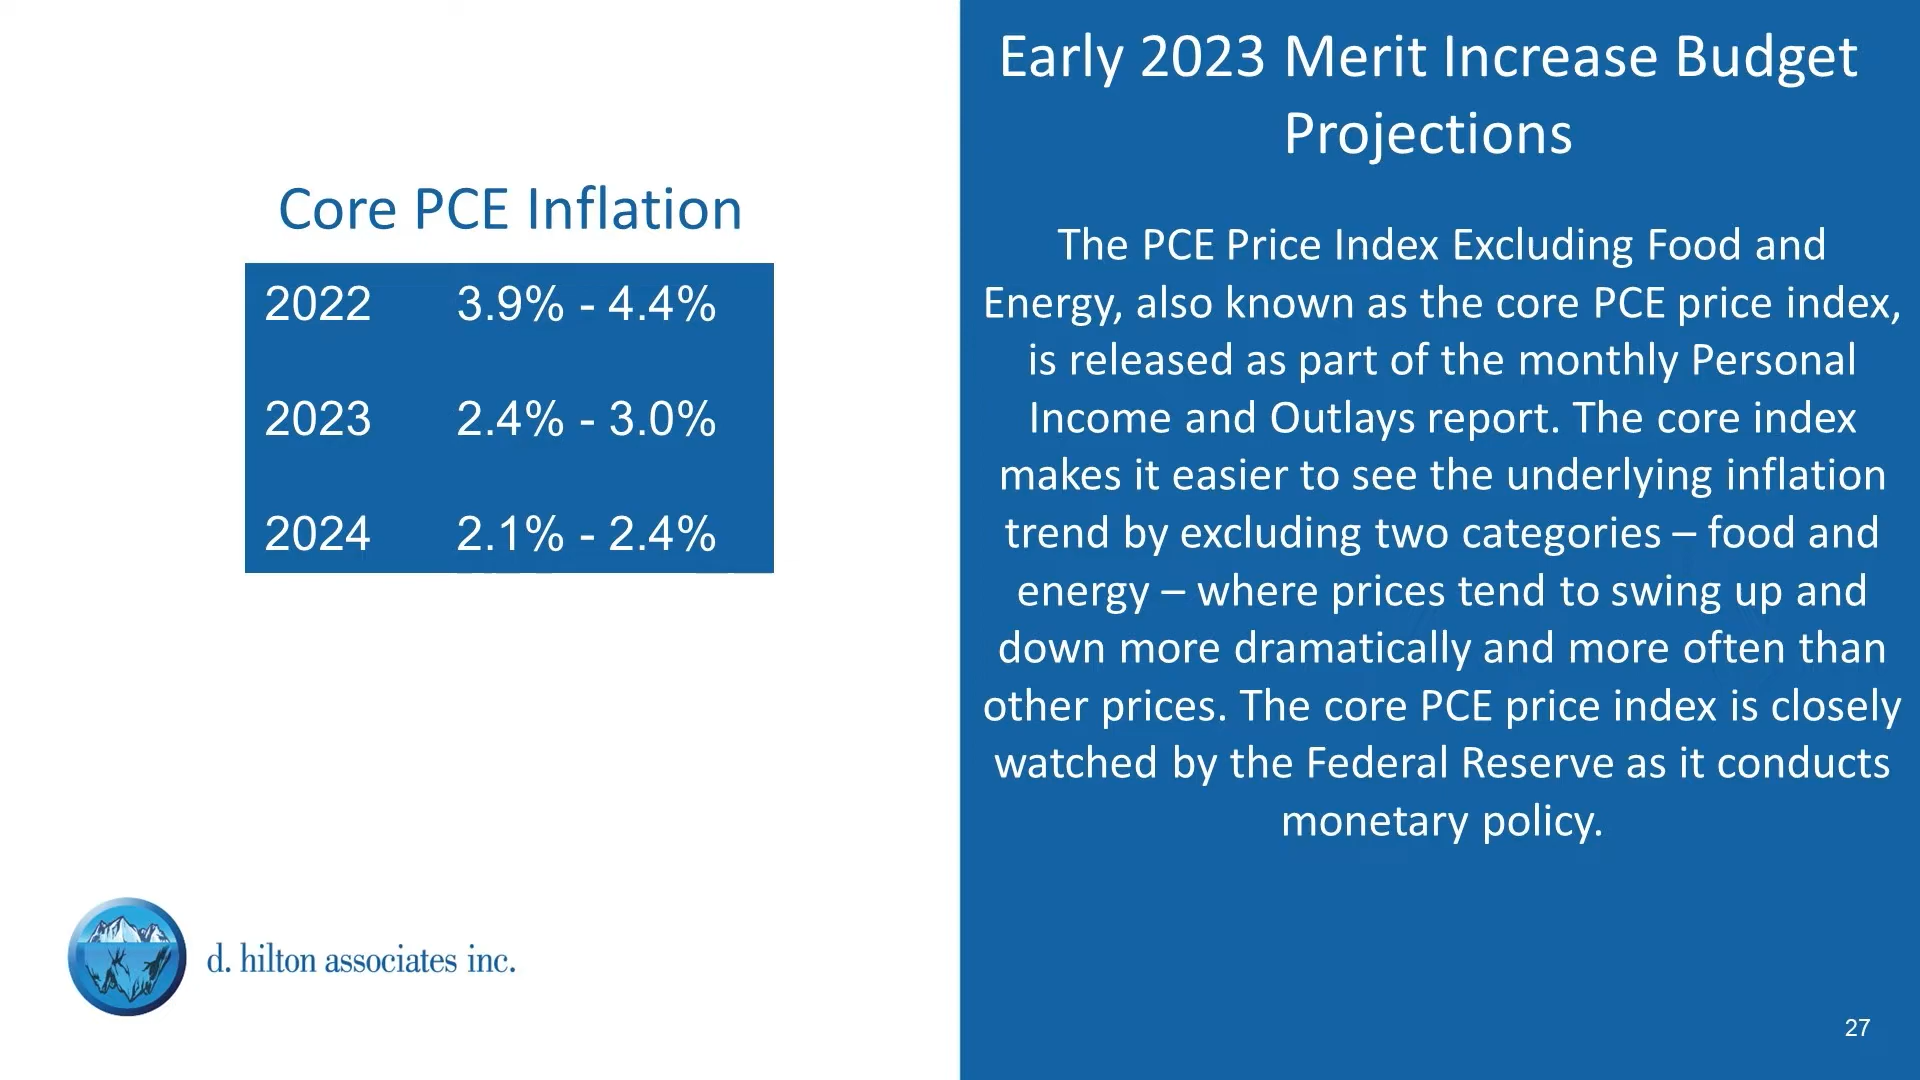 Core PCE Inflation
2022 3.9% - 4.4%
2023 2.4% - 3.0%
2024 2.1% - 2.4%
d. hilton associates inc.
Early 2023 Merit Increase Budget
Projections
The PCE Price Index Excluding Food and
Energy, also known as the core PCE price index,
is released as part of the monthly Personal
Income and Outlays report. The core index
makes it easier to see the underlying inflation
trend by excluding two categories – food and
energy – where prices tend to swing up and
down more dramatically and more often than
other prices. The core PCE price index is closely
watched by the Federal Reserve as it conducts
monetary policy.
27